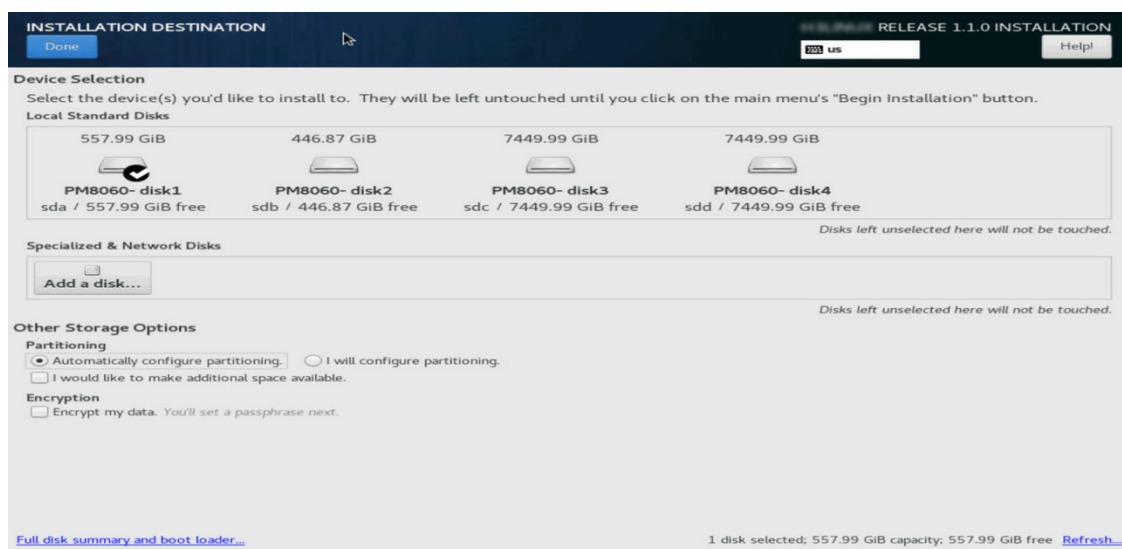 INSTALLATION DESTINATION
RELEASE 1.1.0 INSTALLATION
Done
us
Help!
Device Selection
Select the device(s) you'd like to install to. They will be left untouched until you click on the main menu's "Begin Installation" button.
Local Standard Disks
557.99 GiB 446.87 GiB 7449.99 GiB 7449.99 GiB
PM8060- disk1 PM8060- disk2 PM8060- disk3 PM8060- disk4
sda / 557.99 GiB free sdb / 446.87 GiB free sdc / 7449.99 GiB free sdd / 7449.99 GiB free
Disks left unselected here will not be touched.
Specialized & Network Disks
Add a disk...
Disks left unselected here will not be touched.
Other Storage Options
Partitioning
Automatically configure partitioning. I will configure partitioning.
I would like to make additional space available.
Encryption
Encrypt my data. You'll set a passphrase next.
Full disk summary and boot loader... 1 disk selected; 557.99 GiB capacity; 557.99 GiB free Refresh...